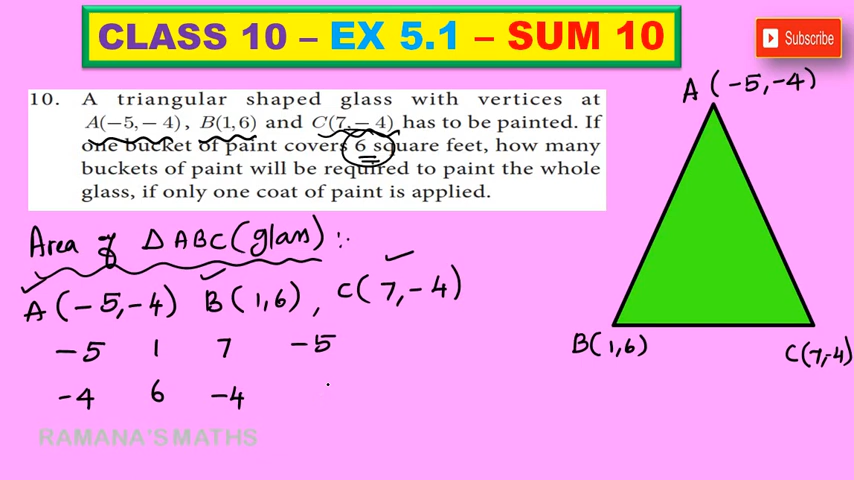 CLASS 10 – EX 5.1 – SUM 10
Subscribe
10. A triangular shaped glass with vertices at
A(−5,− 4), B(1,6) and C(7,− 4) has to be painted. If
one bucket of paint covers 6 square feet, how many
buckets of paint will be required to paint the whole
glass, if only one coat of paint is applied.
A (-5,-4)
B(1,6)
C(7,-4)
Area of △ ABC (glass) :-
A (-5,-4) B (1,6), C(7,-4)
-5 1 7 -5
-4 6 -4
RAMANA'S MATHS